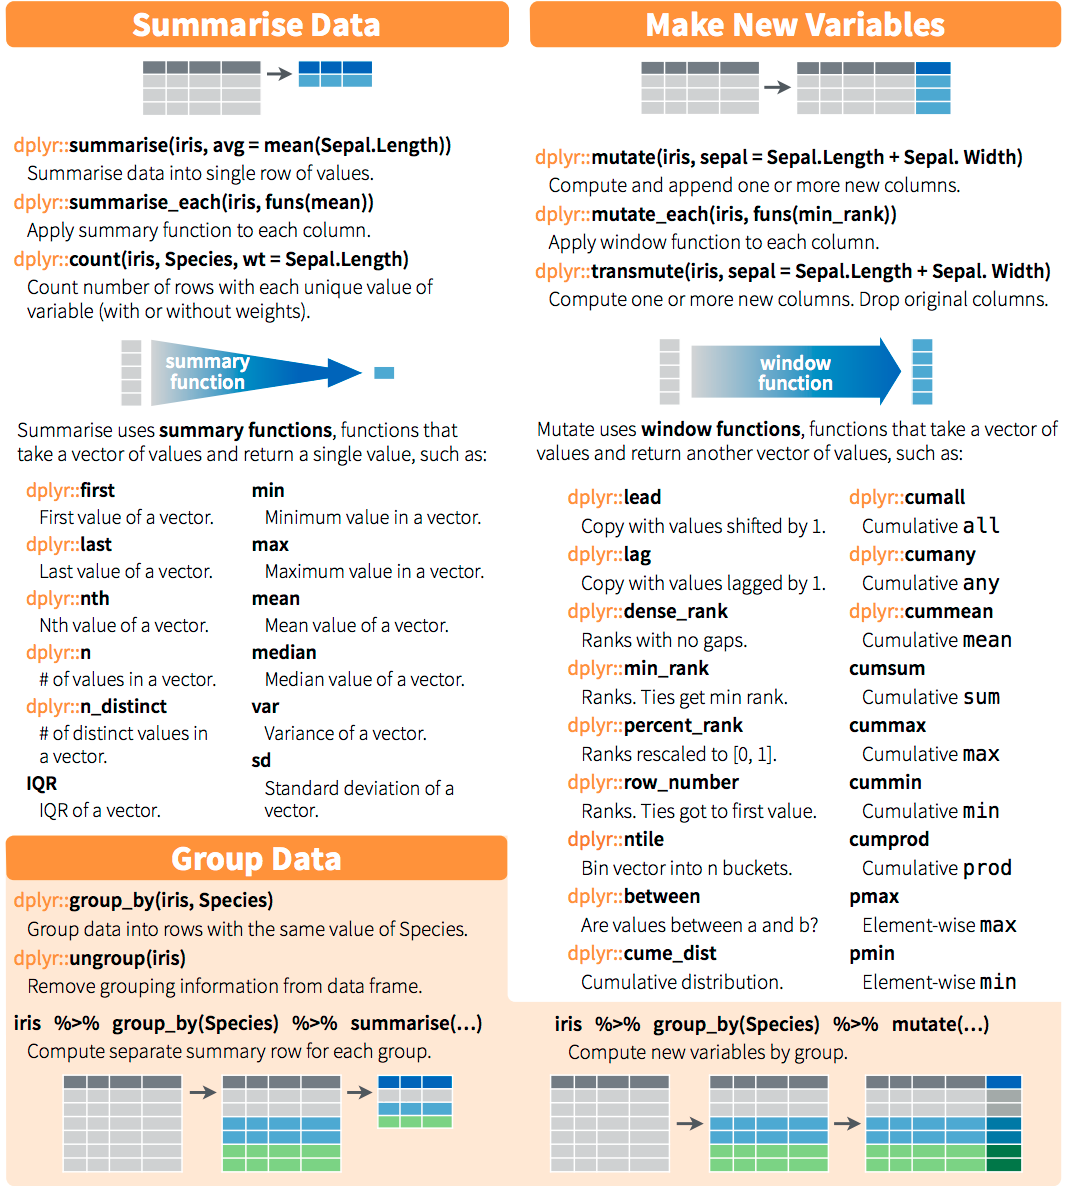 Summarise Data
dplyr::summarise(iris, avg = mean(Sepal.Length))
Summarise data into single row of values.
dplyr::summarise_each(iris, funs(mean))
Apply summary function to each column.
dplyr::count(iris, Species, wt = Sepal.Length)
Count number of rows with each unique value of
variable (with or without weights).
summary
function
Summarise uses summary functions, functions that
take a vector of values and return a single value, such as:
dplyr::first
First value of a vector.
dplyr::last
Last value of a vector.
dplyr::nth
Nth value of a vector.
dplyr::n
# of values in a vector.
dplyr::n_distinct
# of distinct values in
a vector.
IQR
IQR of a vector.
min
Minimum value in a vector.
max
Maximum value in a vector.
mean
Mean value of a vector.
median
Median value of a vector.
var
Variance of a vector.
sd
Standard deviation of a
vector.
Group Data
dplyr::group_by(iris, Species)
Group data into rows with the same value of Species.
dplyr::ungroup(iris)
Remove grouping information from data frame.
iris %>% group_by(Species) %>% summarise(…)
Compute separate summary row for each group.
Make New Variables
dplyr::mutate(iris, sepal = Sepal.Length + Sepal. Width)
Compute and append one or more new columns.
dplyr::mutate_each(iris, funs(min_rank))
Apply window function to each column.
dplyr::transmute(iris, sepal = Sepal.Length + Sepal. Width)
Compute one or more new columns. Drop original columns.
window
function
Mutate uses window functions, functions that take a vector of
values and return another vector of values, such as:
dplyr::lead
Copy with values shifted by 1.
dplyr::lag
Copy with values lagged by 1.
dplyr::dense_rank
Ranks with no gaps.
dplyr::min_rank
Ranks. Ties get min rank.
dplyr::percent_rank
Ranks rescaled to [0, 1].
dplyr::row_number
Ranks. Ties got to first value.
dplyr::ntile
Bin vector into n buckets.
dplyr::between
Are values between a and b?
dplyr::cume_dist
Cumulative distribution.
dplyr::cumall
Cumulative all
dplyr::cumany
Cumulative any
dplyr::cummean
Cumulative mean
cumsum
Cumulative sum
cummax
Cumulative max
cummin
Cumulative min
cumprod
Cumulative prod
pmax
Element-wise max
pmin
Element-wise min
iris %>% group_by(Species) %>% mutate(…)
Compute new variables by group.